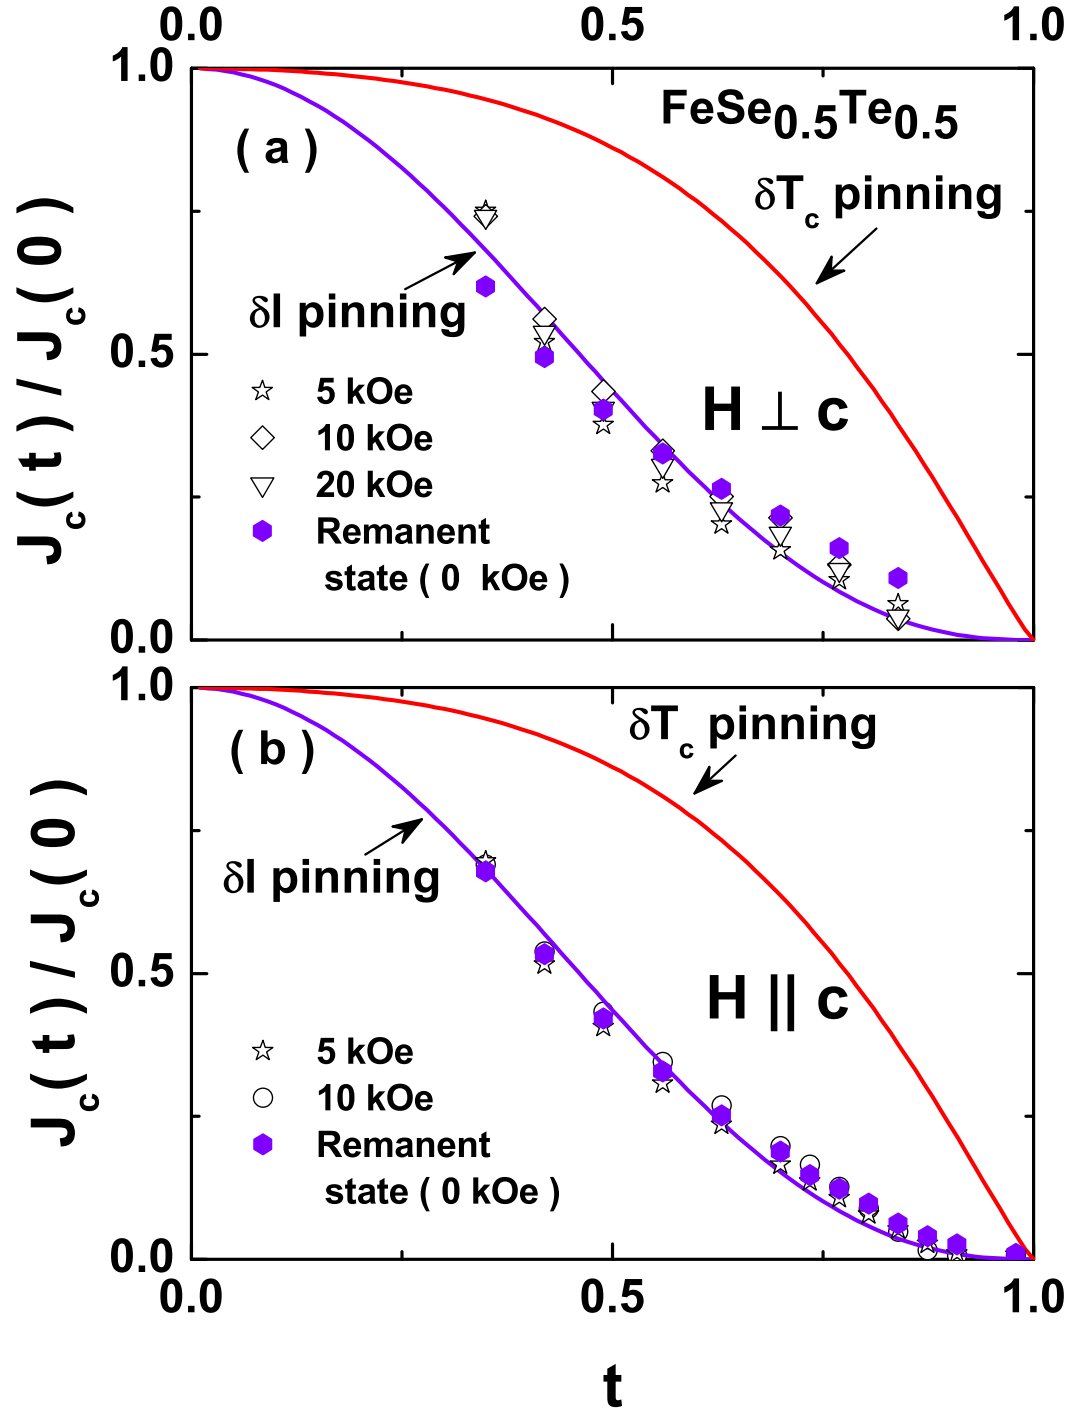 0.0 0.5 1.0
1.0
FeSe0.5Te0.5
( a )
δTc pinning
Jc( t ) / Jc( 0 )
δl pinning
0.5
5 kOe
H ⊥ c
10 kOe
20 kOe
Remanent
state ( 0 kOe )
0.0
1.0
δTc pinning
( b )
Jc( t ) / Jc( 0 )
δl pinning
0.5
H || c
5 kOe
10 kOe
Remanent
state ( 0 kOe )
0.0
0.0 0.5 1.0
t